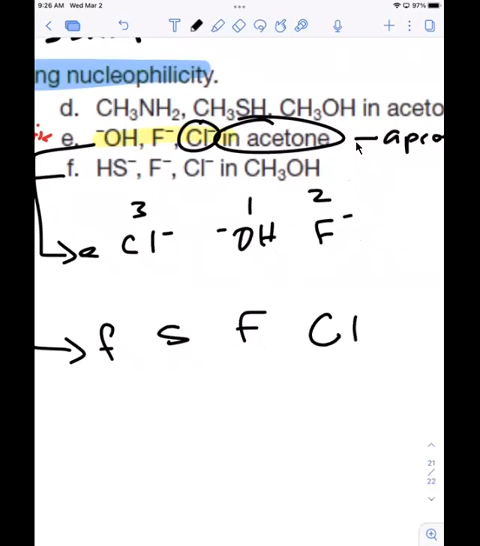 9:26 AM Wed Mar 2
97%
ng nucleophilicity.
d. CH₃NH₂, CH₃SH, CH₃OH in aceto
e. ⁻OH, F⁻, Cl⁻ in acetone — apro
f. HS⁻, F⁻, Cl⁻ in CH₃OH
3 1 2
e Cl⁻ ⁻OH F⁻
f S F Cl
21
/
22